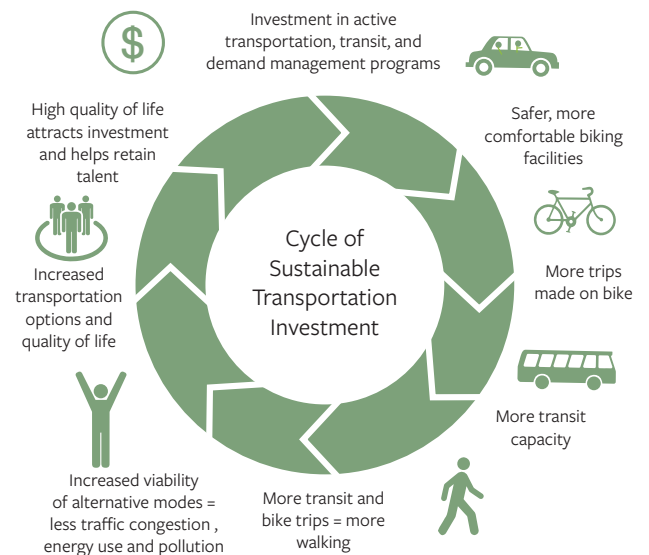 Investment in active
transportation, transit, and
demand management programs
Safer, more
comfortable biking
facilities
More trips
made on bike
More transit
capacity
More transit and
bike trips = more
walking
Increased viability
of alternative modes =
less traffic congestion ,
energy use and pollution
Increased
transportation
options and
quality of life
High quality of life
attracts investment
and helps retain
talent
Cycle of
Sustainable
Transportation
Investment
$